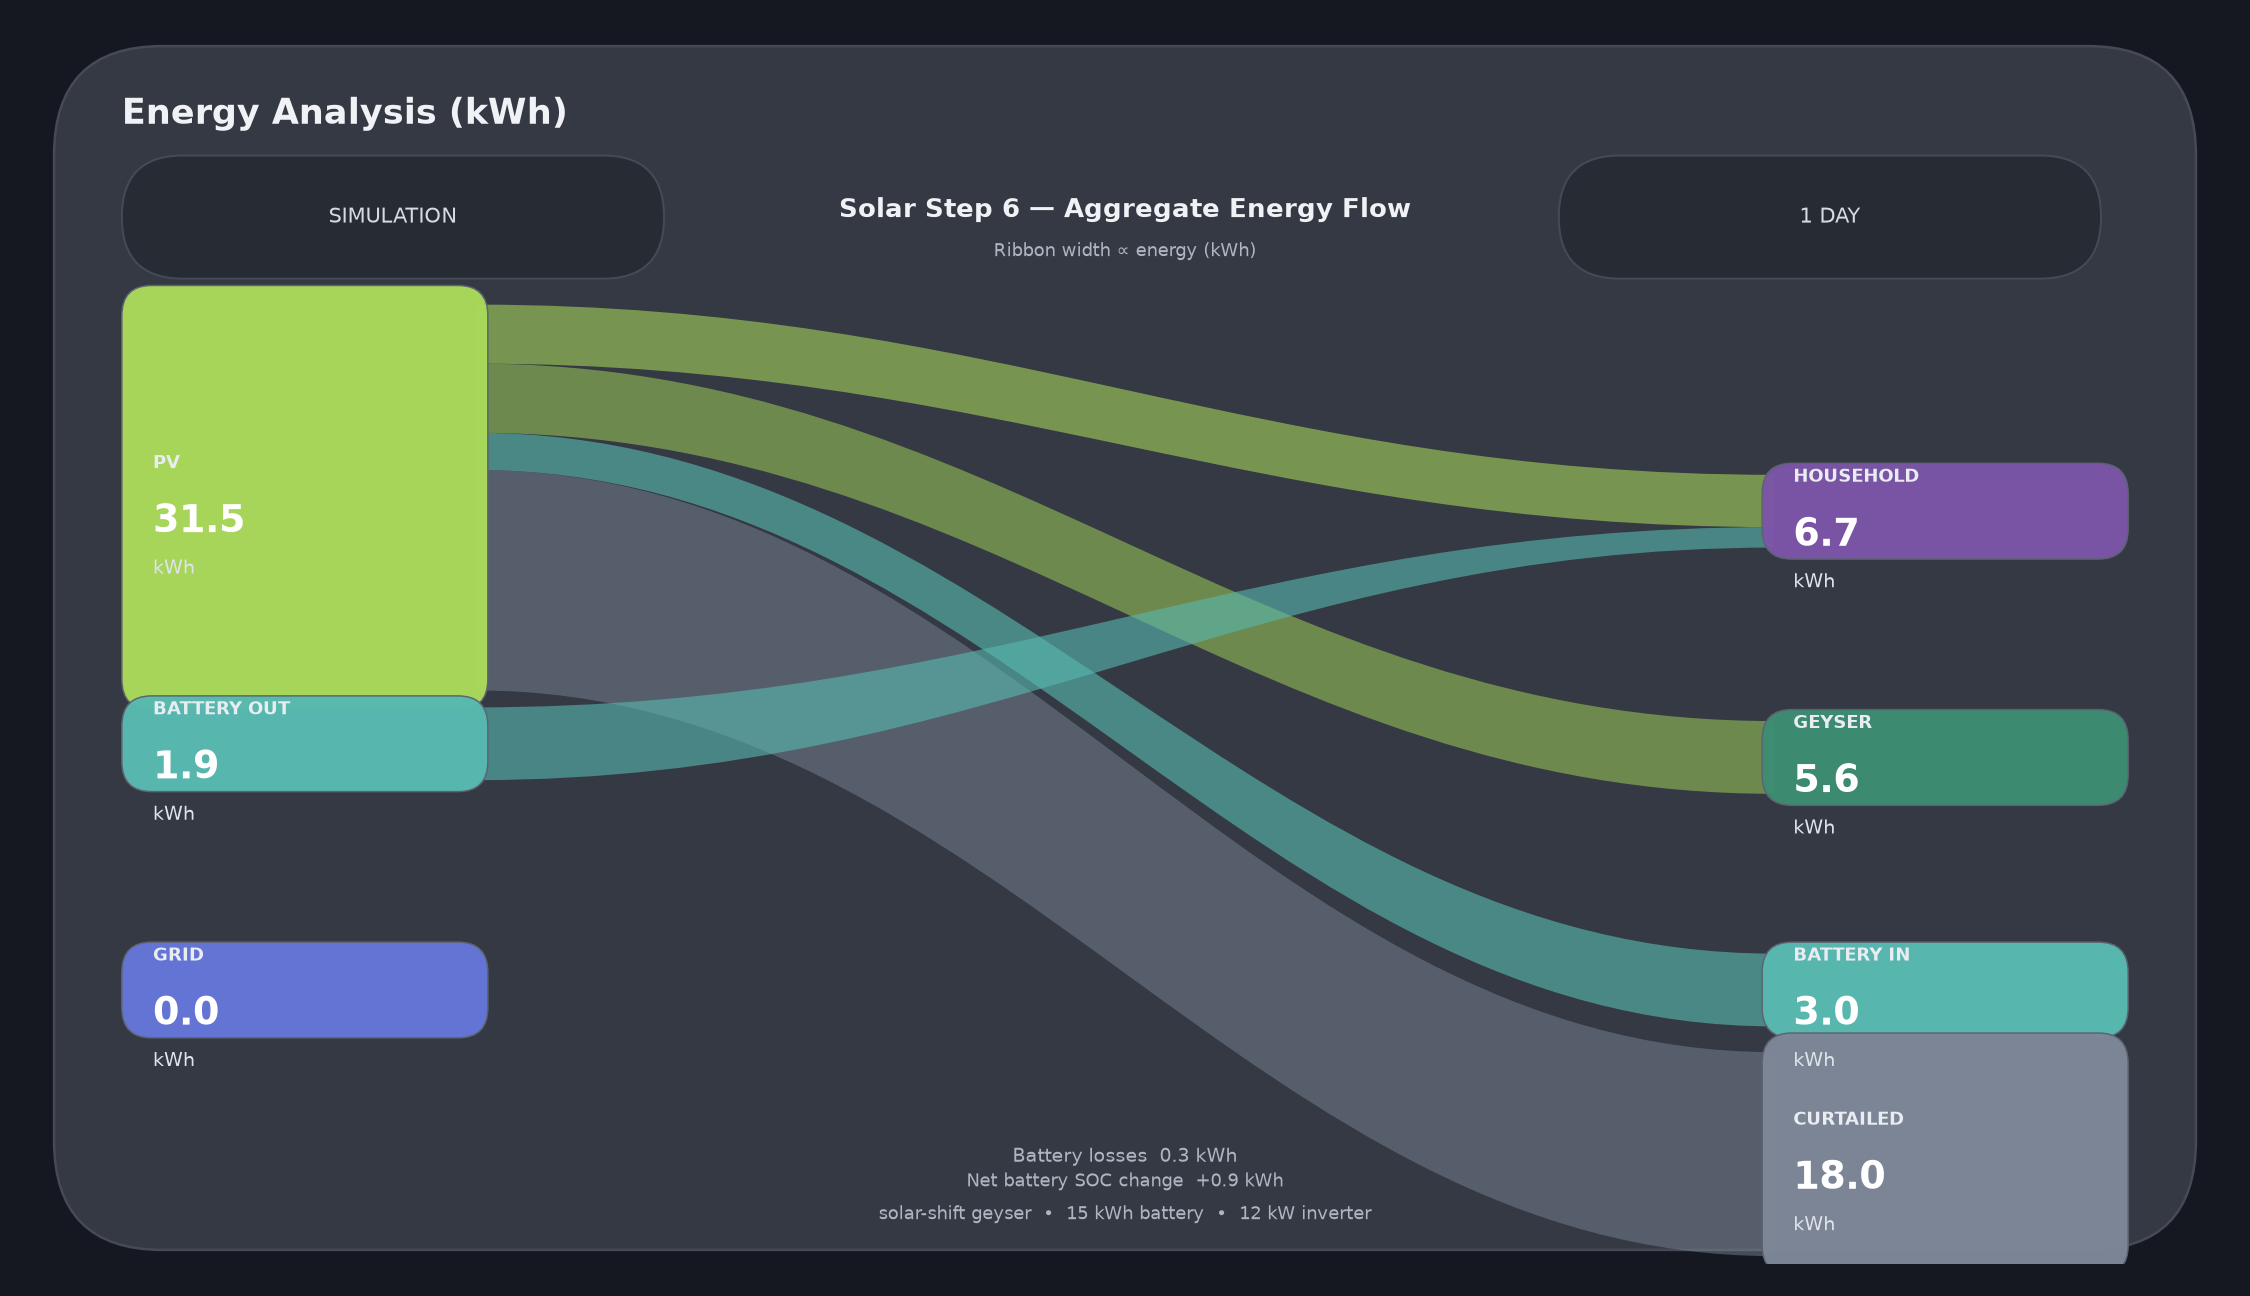 Energy Analysis (kWh)
SIMULATION
Solar Step 6 — Aggregate Energy Flow
Ribbon width ∝ energy (kWh)
1 DAY
PV
31.5
kWh
BATTERY OUT
1.9
kWh
GRID
0.0
kWh
HOUSEHOLD
6.7
kWh
GEYSER
5.6
kWh
BATTERY IN
3.0
kWh
CURTAILED
18.0
kWh
Battery losses 0.3 kWh
Net battery SOC change +0.9 kWh
solar-shift geyser • 15 kWh battery • 12 kW inverter